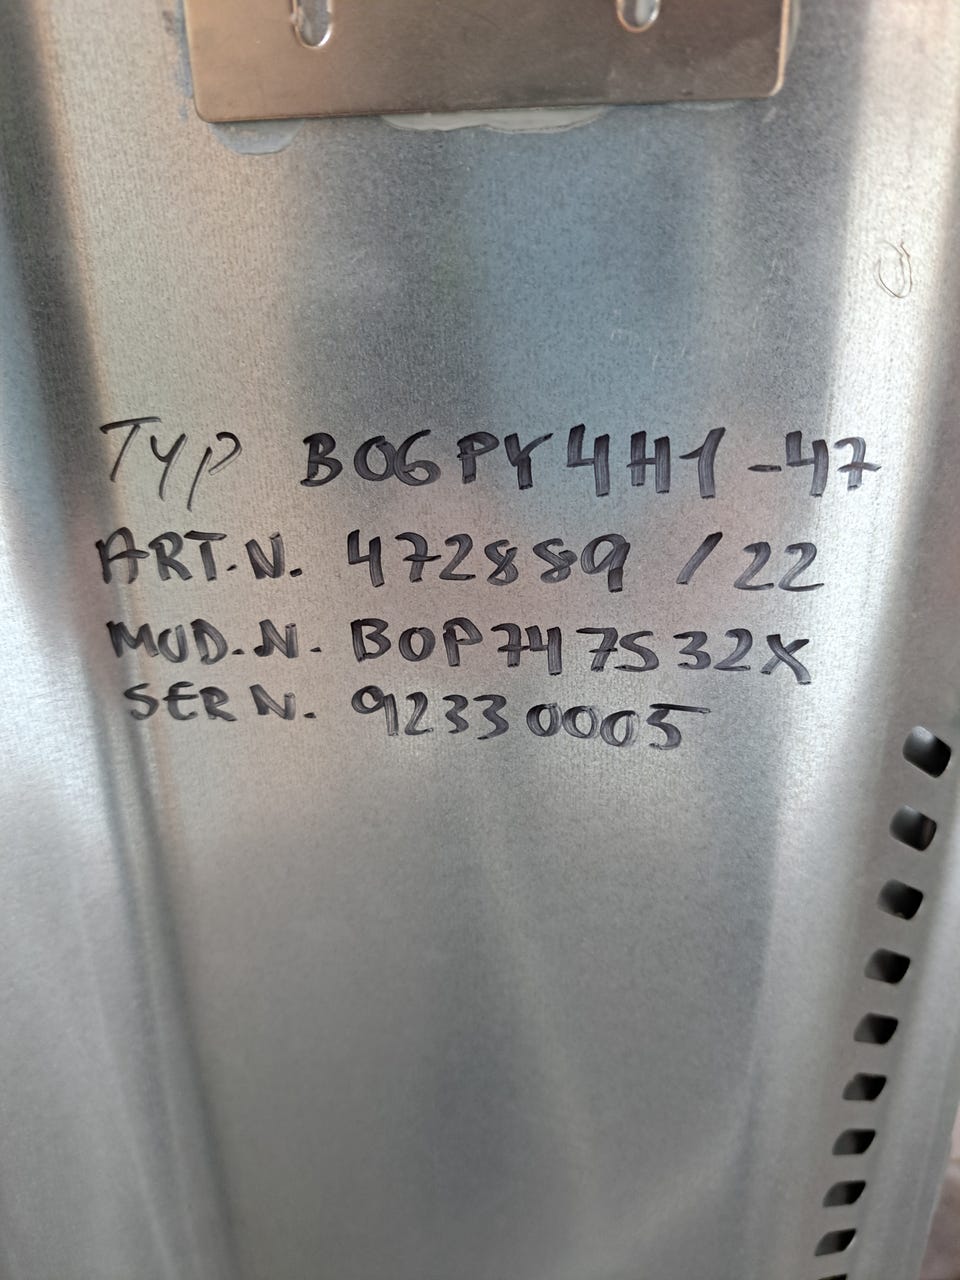 TYP BO6PY4H1-47
ART.N. 472889 /22
MOD.N. BOP747S32X
SER N. 92330005